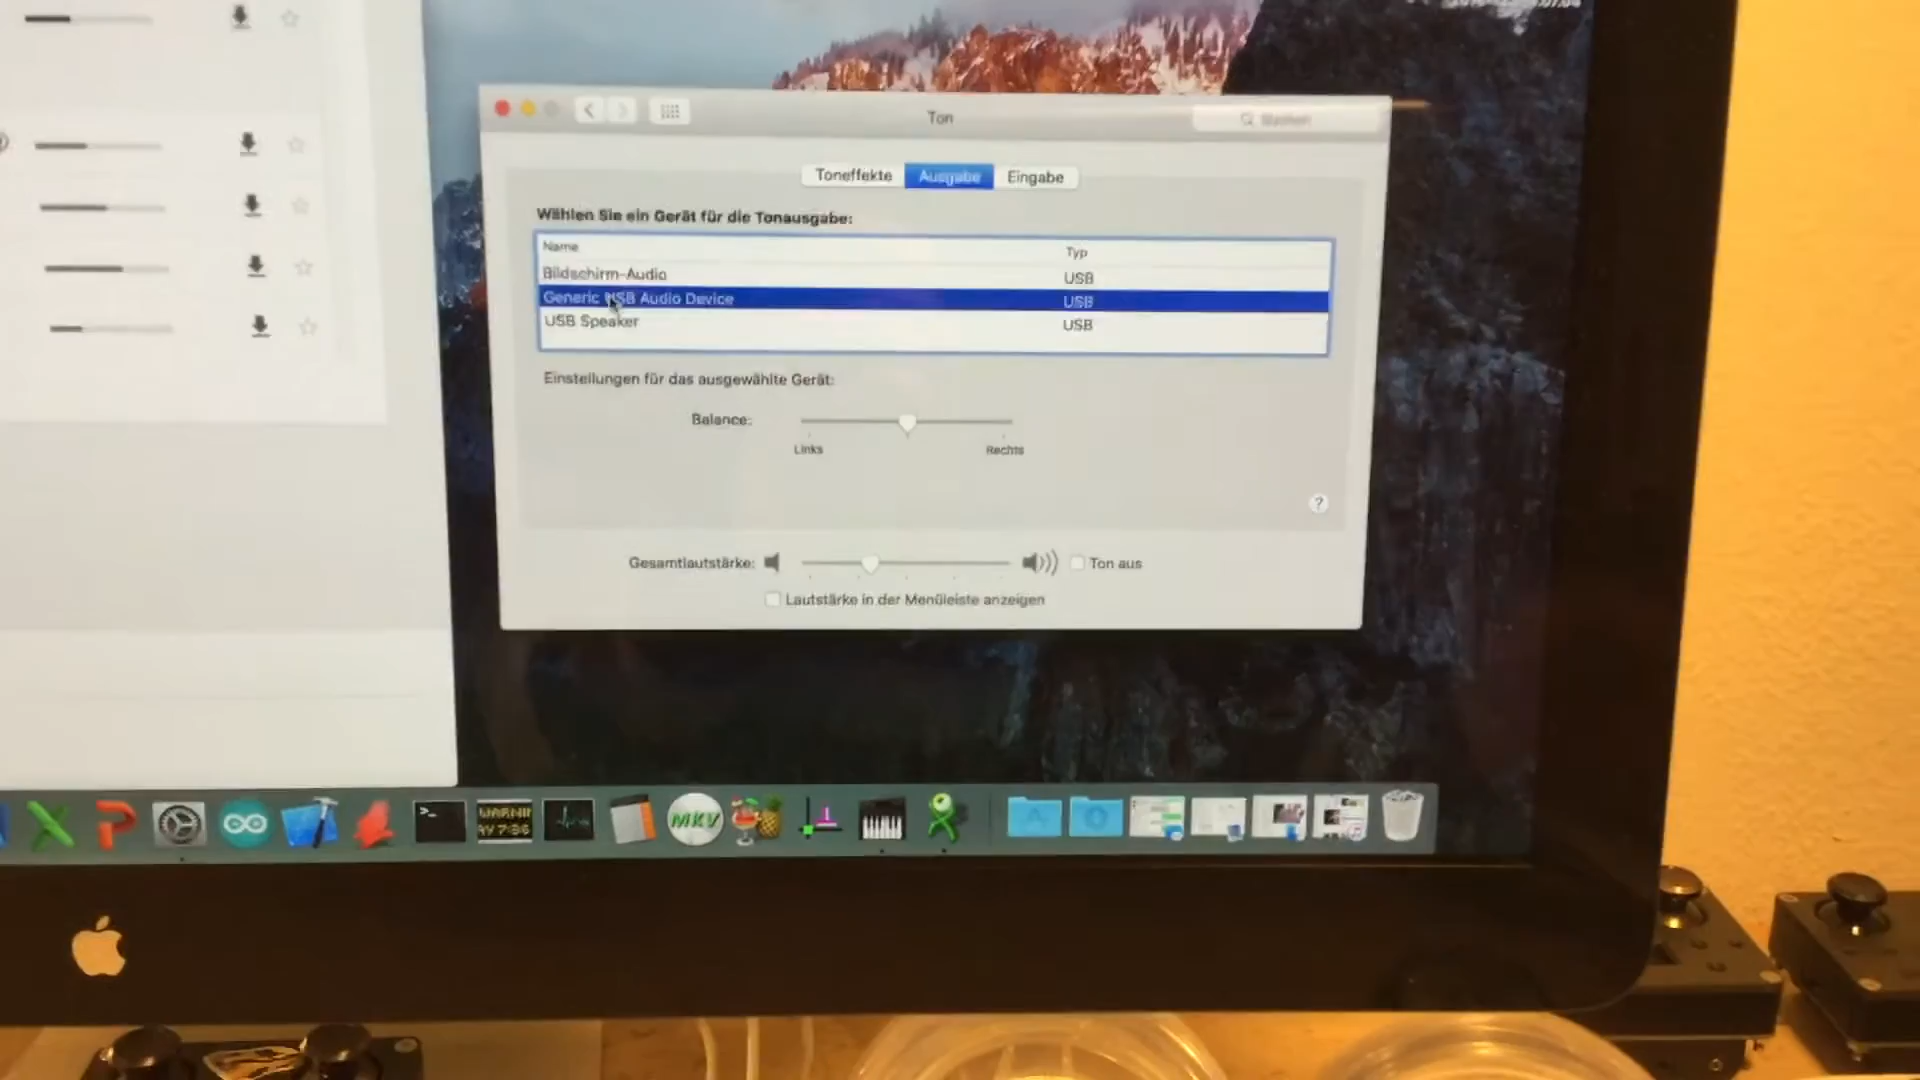 Ton
Suchen
Toneffekte Ausgabe Eingabe
Wählen Sie ein Gerät für die Tonausgabe:
Name Typ
Bildschirm-Audio USB
Generic USB Audio Device USB
USB Speaker USB
Einstellungen für das ausgewählte Gerät:
Balance:
Links Rechts
?
Gesamtlautstärke: Ton aus
Lautstärke in der Menüleiste anzeigen
MKV